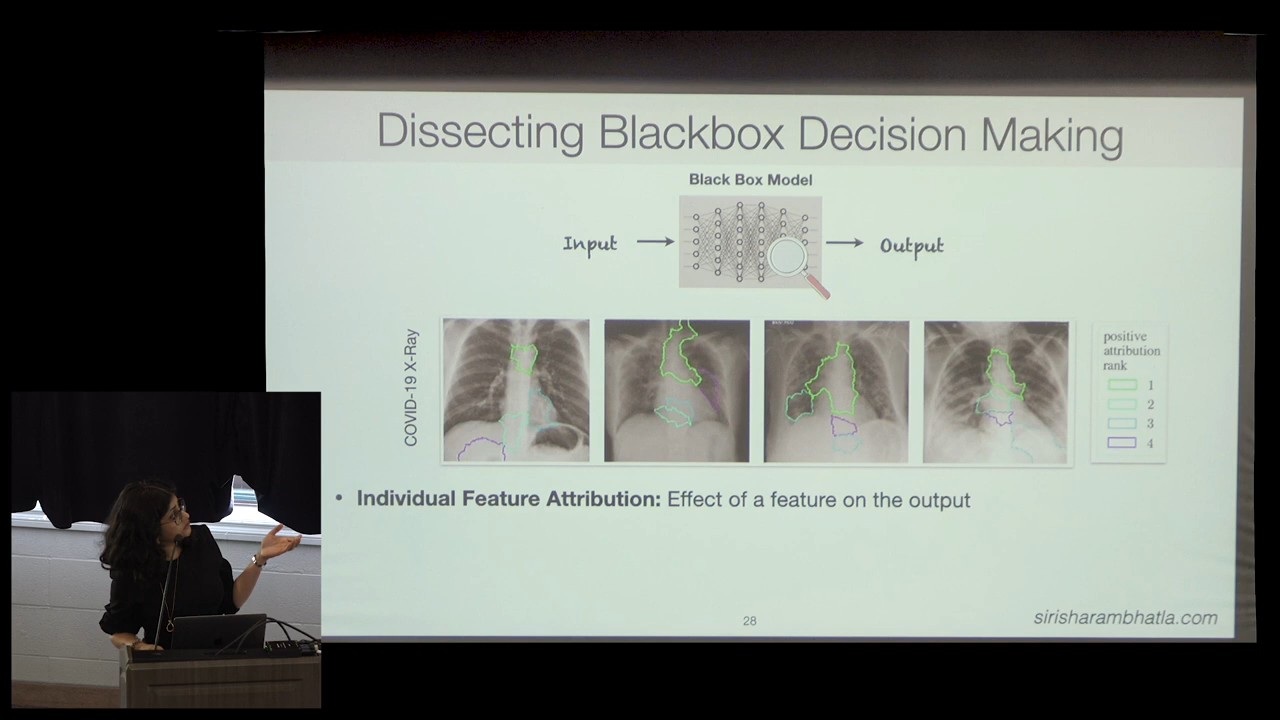 Dissecting Blackbox Decision Making
Black Box Model
Input
Output
COVID-19 X-Ray
positive
attribution
rank
1
2
3
4
• Individual Feature Attribution: Effect of a feature on the output
28
sirisharambhatla.com